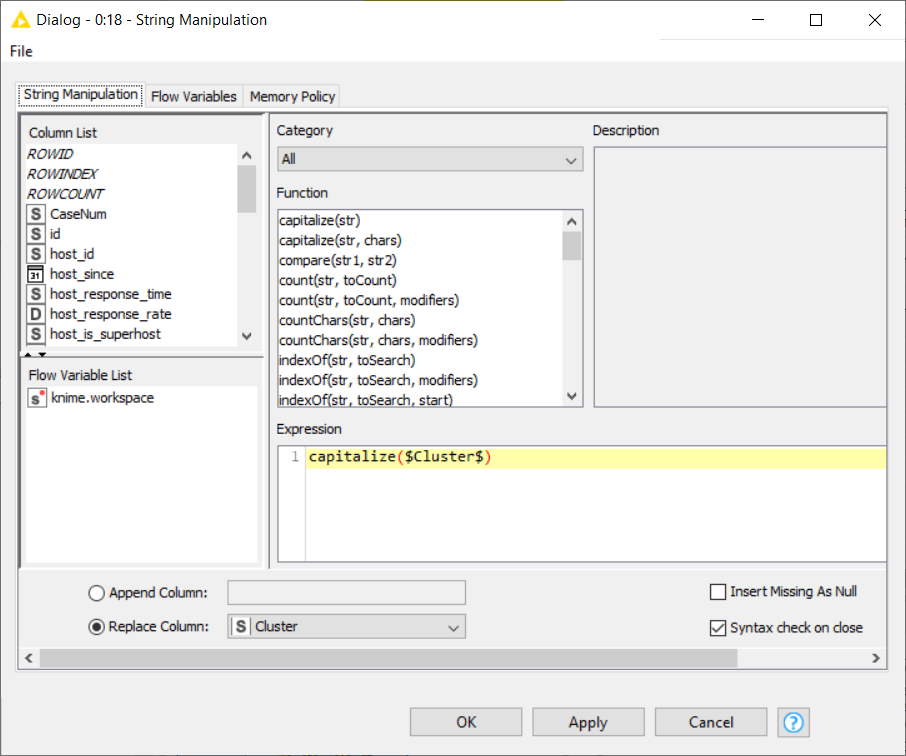 Dialog - 0:18 - String Manipulation
File
String Manipulation
Flow Variables
Memory Policy
Column List
ROWID
ROWINDEX
ROWCOUNT
S CaseNum
S id
S host_id
31 host_since
S host_response_time
D host_response_rate
S host_is_superhost
Flow Variable List
s knime.workspace
Category
All
Function
capitalize(str)
capitalize(str, chars)
compare(str1, str2)
count(str, toCount)
count(str, toCount, modifiers)
countChars(str, chars)
countChars(str, chars, modifiers)
indexOf(str, toSearch)
indexOf(str, toSearch, modifiers)
indexOf(str, toSearch, start)
Description
Expression
1 capitalize($Cluster$)
Append Column:
Replace Column: S Cluster
Insert Missing As Null
Syntax check on close
OK
Apply
Cancel
?